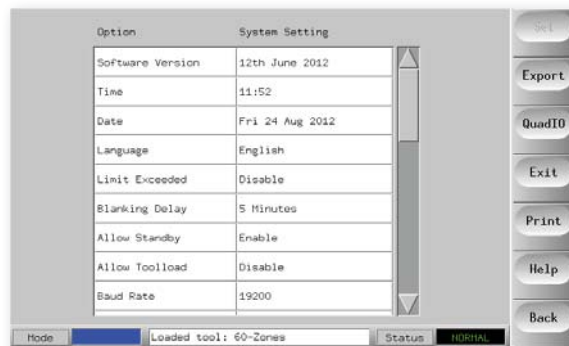 Option System Setting
Software Version 12th June 2012
Time 11:52
Date Fri 24 Aug 2012
Language English
Limit Exceeded Disable
Blanking Delay 5 Minutes
Allow Standby Enable
Allow Toolload Disable
Baud Rate 19200
Set
Export
QuadIO
Exit
Print
Help
Back
Mode Loaded tool: 60-Zones Status NORMAL